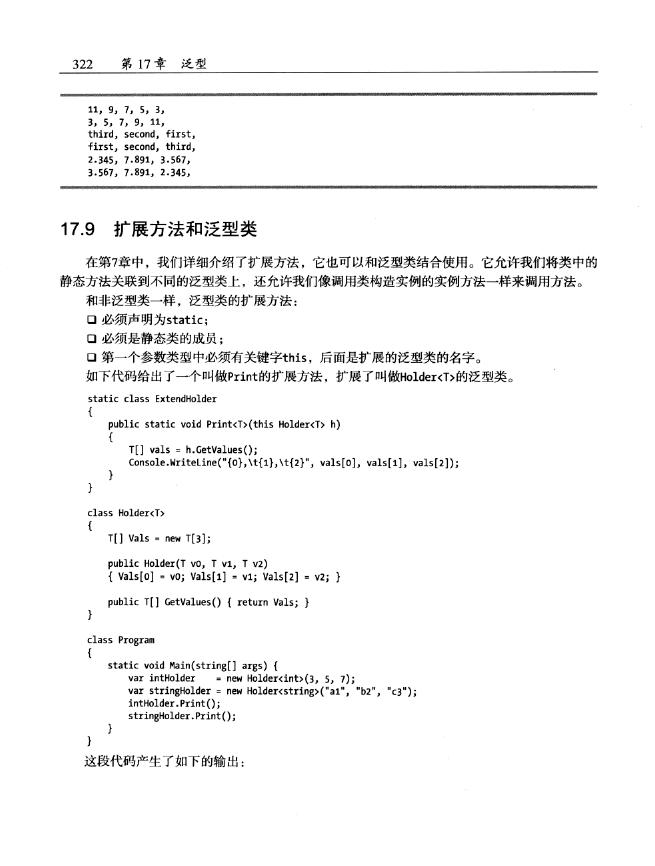 322 第17章 泛型
11, 9, 7, 5, 3,
3, 5, 7, 9, 11,
third, second, first,
first, second, third,
2.345, 7.891, 3.567,
3.567, 7.891, 2.345,
17.9 扩展方法和泛型类
在第7章中，我们详细介绍了扩展方法，它也可以和泛型类结合使用。它允许我们将类中的
静态方法关联到不同的泛型类上，还允许我们像调用类构造实例的实例方法一样来调用方法。
和非泛型类一样，泛型类的扩展方法：
❑ 必须声明为static；
❑ 必须是静态类的成员；
❑ 第一个参数类型中必须有关键字this，后面是扩展的泛型类的名字。
如下代码给出了一个叫做Print的扩展方法，扩展了叫做Holder<T>的泛型类。
static class ExtendHolder
{
public static void Print<T>(this Holder<T> h)
{
T[] vals = h.GetValues();
Console.WriteLine("{0},\t{1},\t{2}", vals[0], vals[1], vals[2]);
}
}
class Holder<T>
{
T[] Vals = new T[3];
public Holder(T v0, T v1, T v2)
{ Vals[0] = v0; Vals[1] = v1; Vals[2] = v2; }
public T[] GetValues() { return Vals; }
}
class Program
{
static void Main(string[] args) {
var intHolder = new Holder<int>(3, 5, 7);
var stringHolder = new Holder<string>("a1", "b2", "c3");
intHolder.Print();
stringHolder.Print();
}
}
这段代码产生了如下的输出：